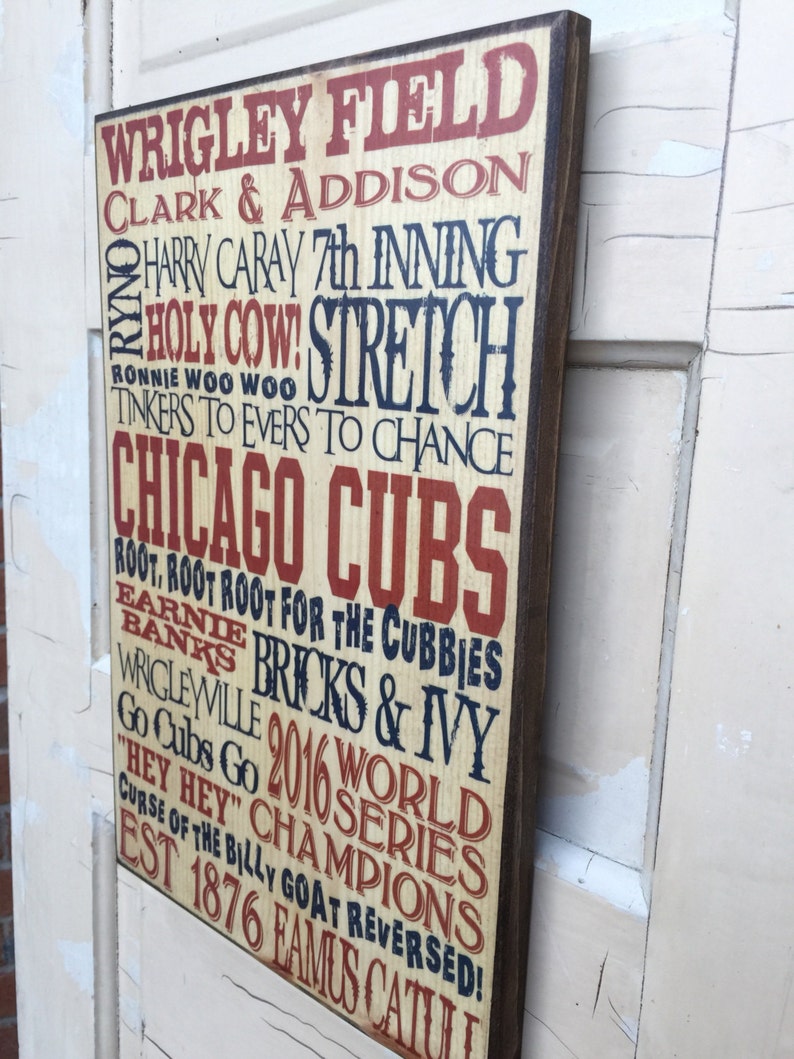 WRIGLEY FIELD
CLARK & ADDISON
RYNO
HARRY CARAY
HOLY COW!
7th INNING
STRETCH
RONNIE WOO WOO
TINKERS TO EVERS TO CHANCE
CHICAGO CUBS
ROOT, ROOT ROOT FOR THE CUBBIES
EARNIE
BANKS
BRICKS & IVY
WRIGLEYVILLE
Go Cubs Go
"HEY HEY"
2016 WORLD
SERIES
CHAMPIONS
CURSE OF THE BILLY GOAT REVERSED!
EST 1876 EAMUS CATULI